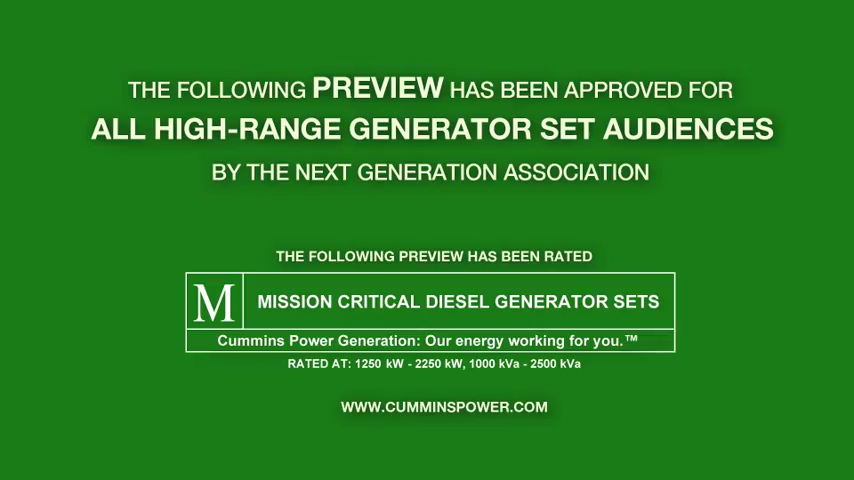 THE FOLLOWING PREVIEW HAS BEEN APPROVED FOR
ALL HIGH-RANGE GENERATOR SET AUDIENCES
BY THE NEXT GENERATION ASSOCIATION
THE FOLLOWING PREVIEW HAS BEEN RATED
M MISSION CRITICAL DIESEL GENERATOR SETS
Cummins Power Generation: Our energy working for you.™
RATED AT: 1250 kW - 2250 kW, 1000 kVa - 2500 kVa
WWW.CUMMINSPOWER.COM